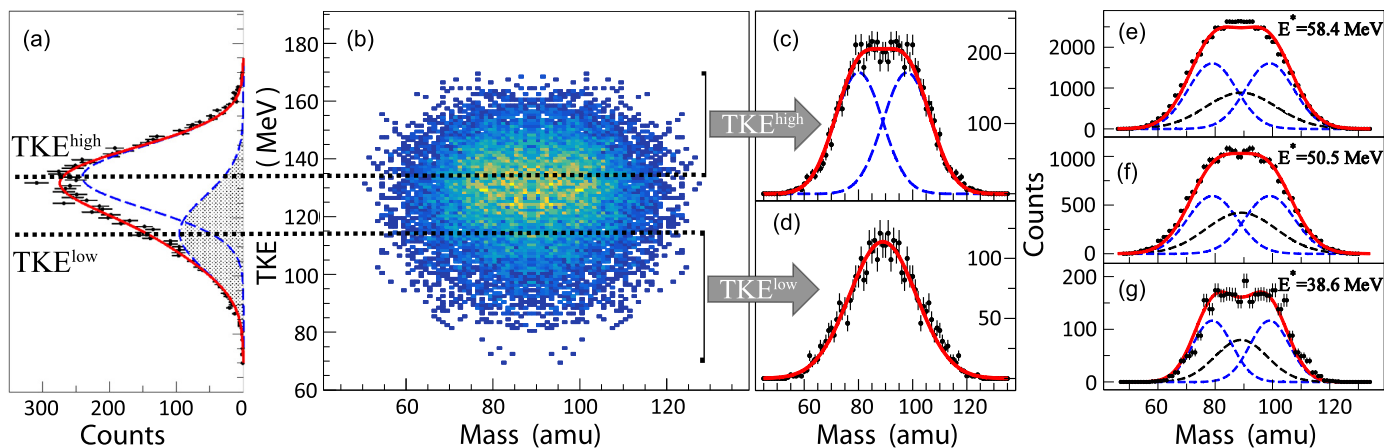 (a)
TKE^high
TKE^low
300 200 100 0
Counts
(b)
180
160
140
120
100
80
60
TKE ( MeV)
60 80 100 120
Mass (amu)
TKE^high
TKE^low
(c)
200
100
0
(d)
100
50
60 80 100 120
Mass (amu)
Counts
(e)
E* =58.4 MeV
2000
1000
0
(f)
E* =50.5 MeV
1000
500
0
(g)
E* =38.6 MeV
200
100
0
60 80 100 120
Mass (amu)